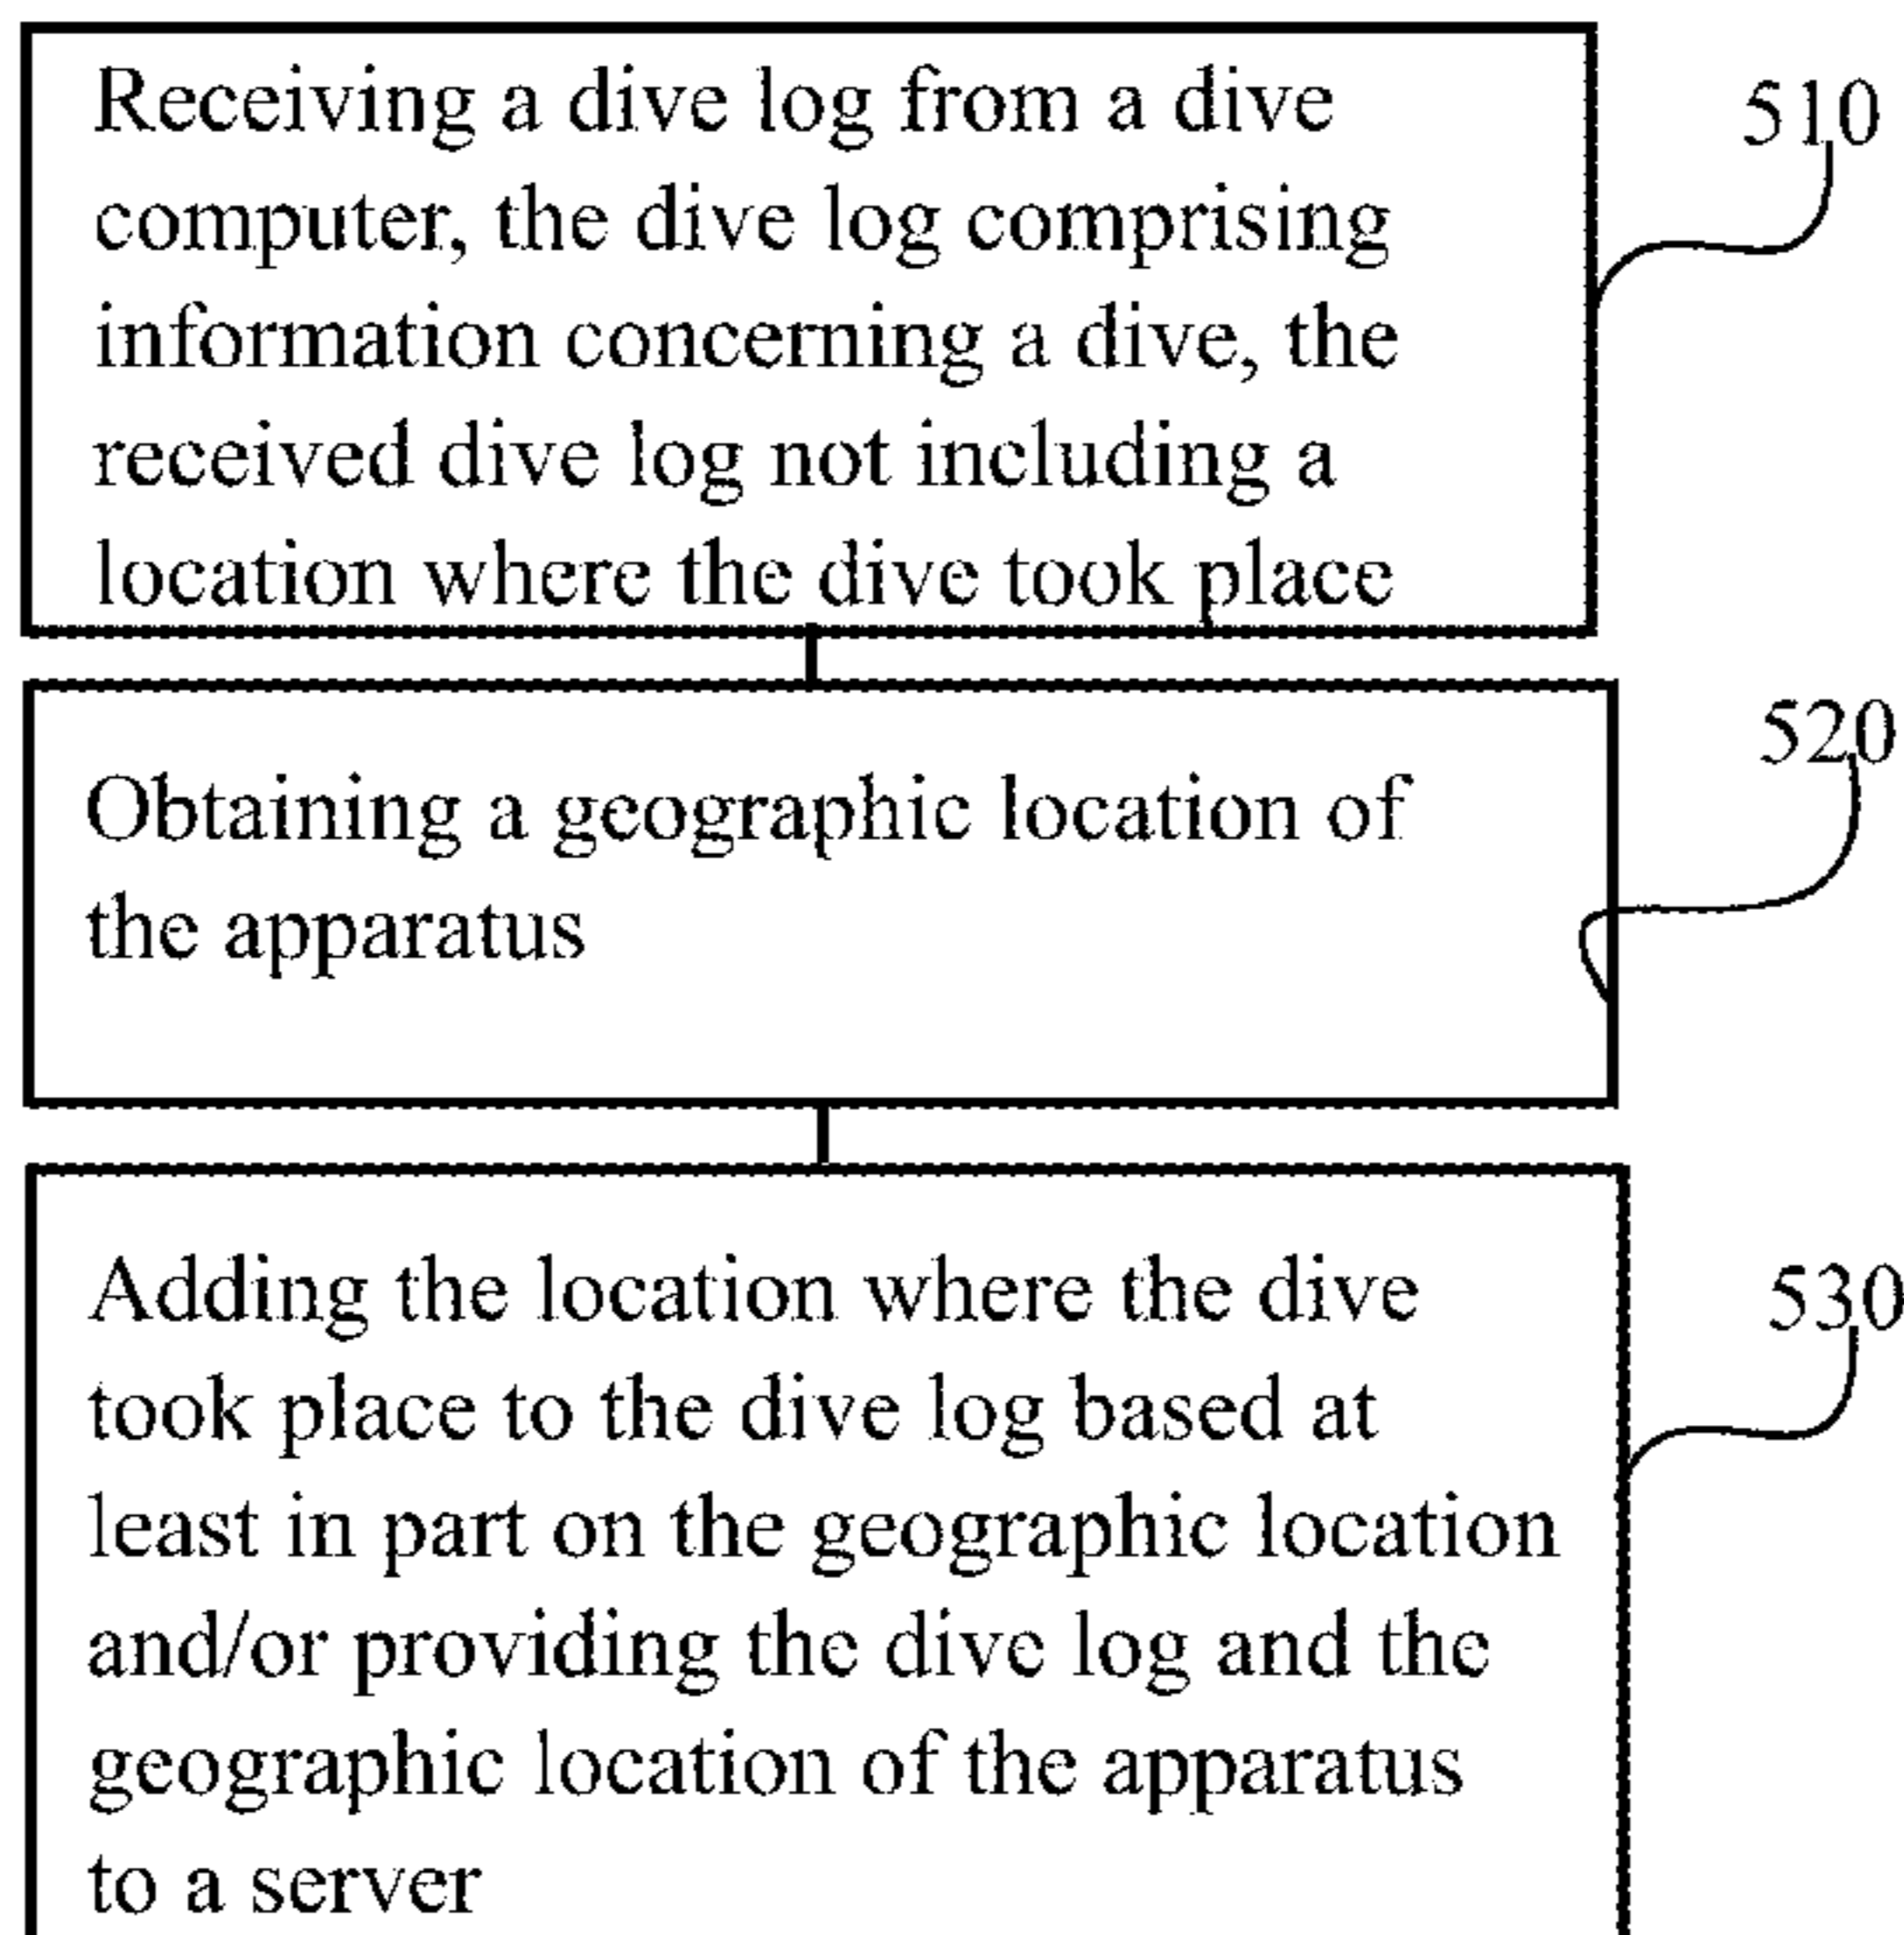 Receiving a dive log from a dive
computer, the dive log comprising
information concerning a dive, the
received dive log not including a
location where the dive took place
510
Obtaining a geographic location of
the apparatus
520
Adding the location where the dive
took place to the dive log based at
least in part on the geographic location
and/or providing the dive log and the
geographic location of the apparatus
to a server
530